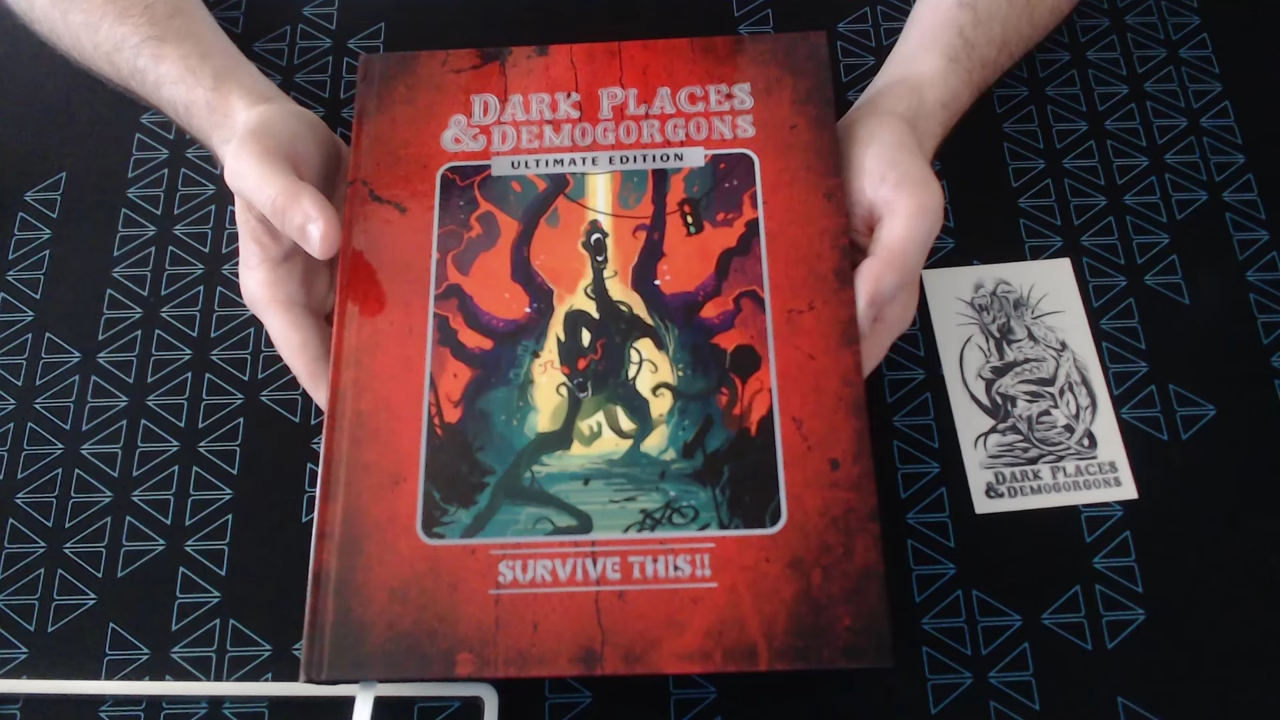 DARK PLACES
& DEMOGORGONS
ULTIMATE EDITION
SURVIVE THIS!!
DARK PLACES
& DEMOGORGONS